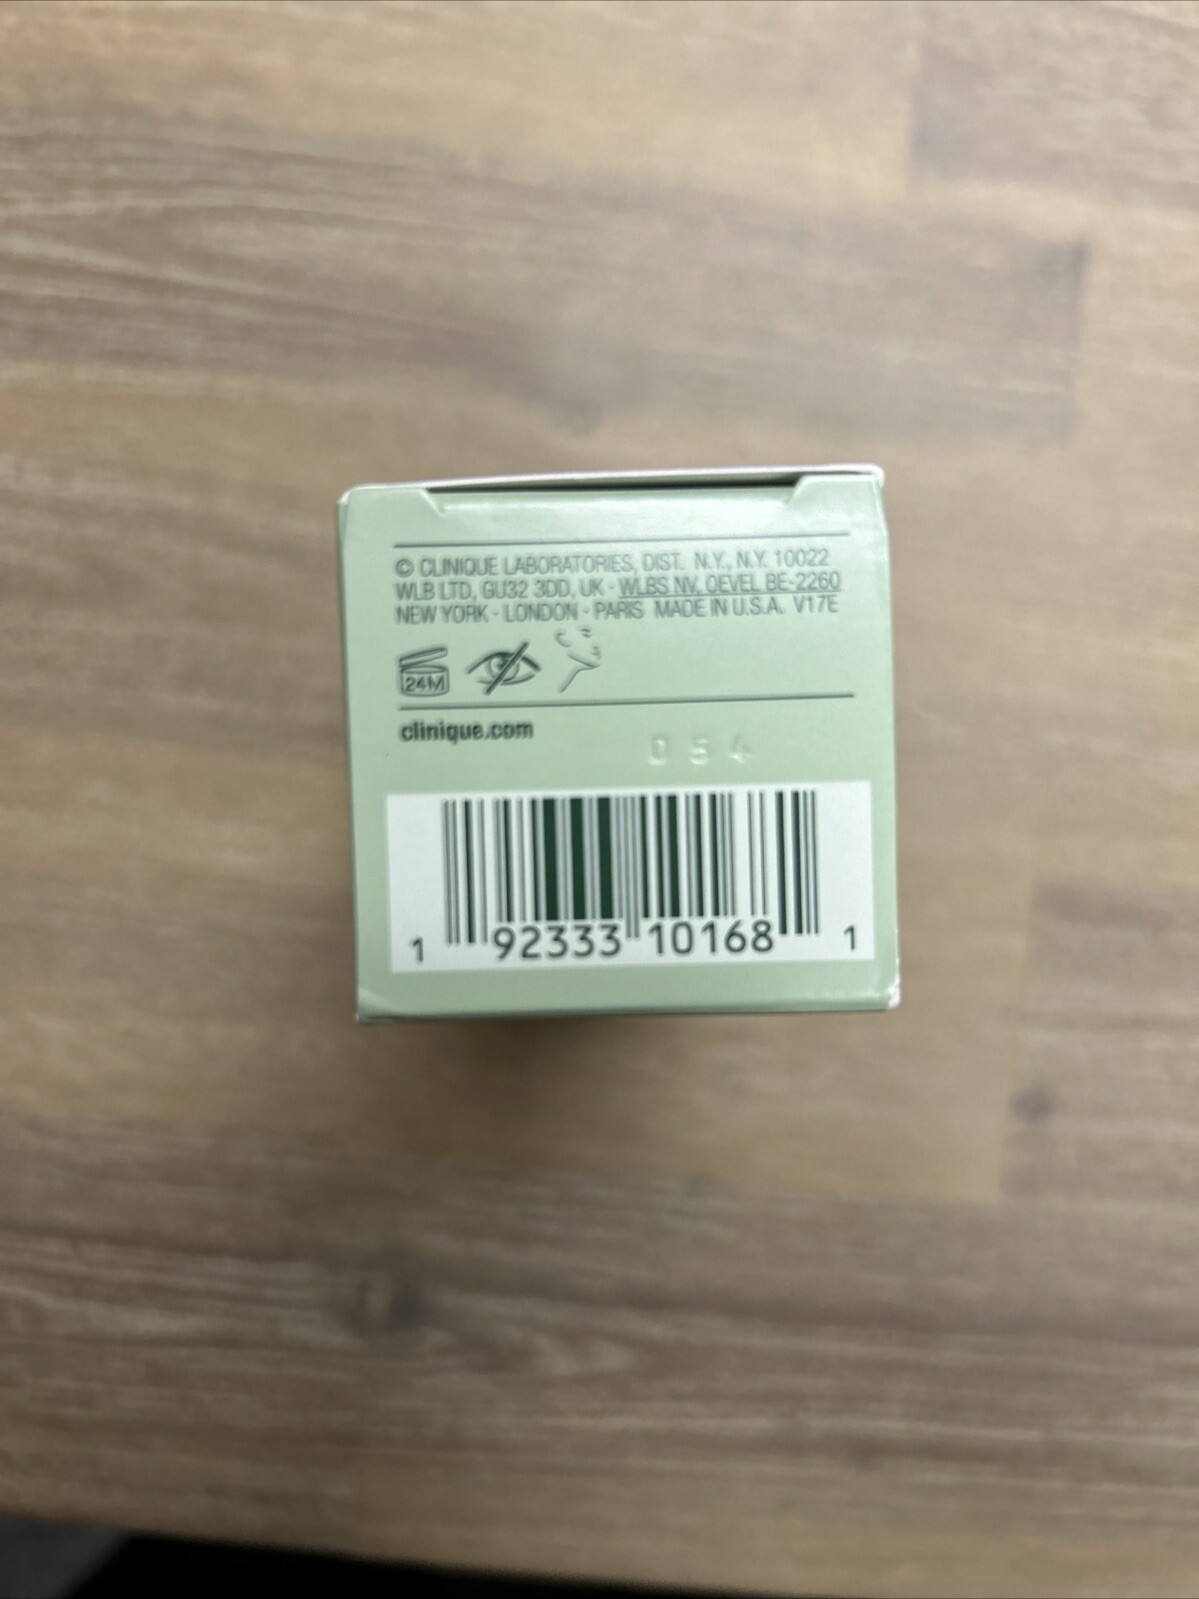 © CLINIQUE LABORATORIES, DIST. N.Y., N.Y. 10022
WLB LTD, GU32 3DD, UK · WLBS NV, OEVEL BE-2260
NEW YORK · LONDON · PARIS MADE IN U.S.A. V17E
24M
clinique.com
054
1 92333 10168 1